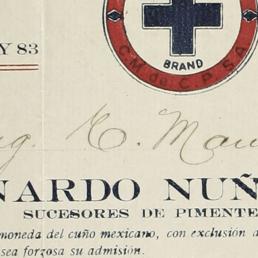 Y 83
C.M. de C.P.S.A
BRAND
NARDO NUÑ
SUCESORES DE PIMENTE
moneda del cuño mexicano, con exclusión d
sea forzosa su admisión.